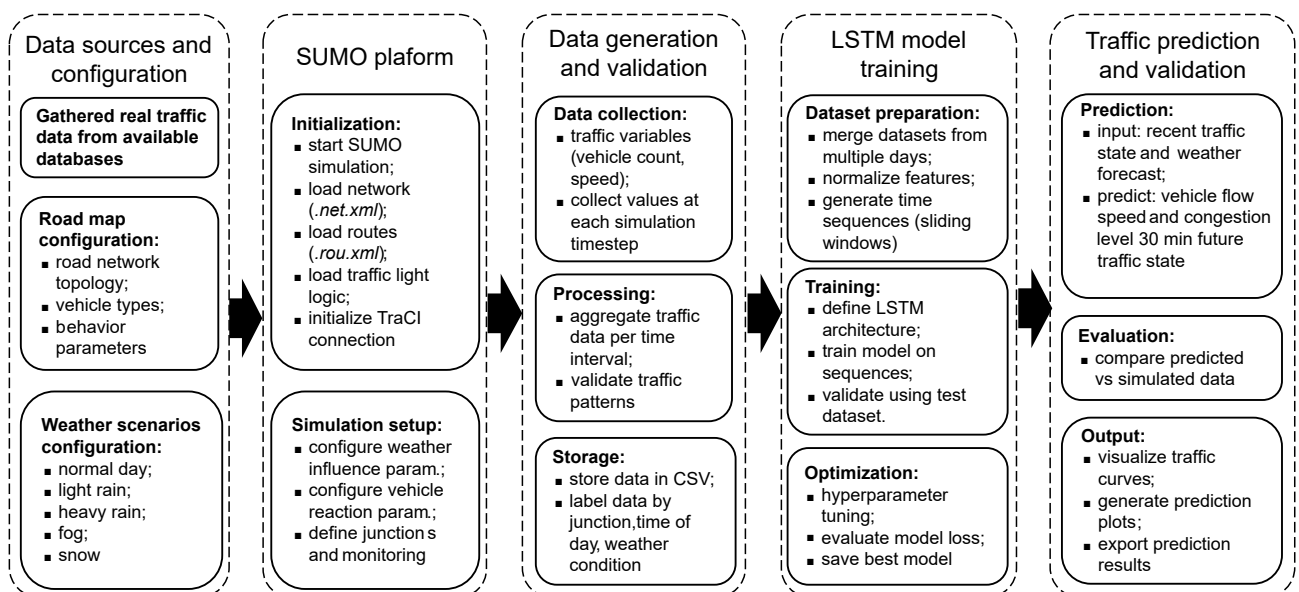 Data sources and
configuration
Gathered real traffic
data from available
databases
Road map
configuration:
▪ road network
topology;
▪ vehicle types;
▪ behavior
parameters
Weather scenarios
configuration:
▪ normal day;
▪ light rain;
▪ heavy rain;
▪ fog;
▪ snow
SUMO plaform
Initialization:
▪ start SUMO
simulation;
▪ load network
(.net.xml);
▪ load routes
(.rou.xml);
▪ load traffic light
logic;
▪ initialize TraCI
connection
Simulation setup:
▪ configure weather
influence param.;
▪ configure vehicle
reaction param.;
▪ define junction s
and monitoring
Data generation
and validation
Data collection:
▪ traffic variables
(vehicle count,
speed);
▪ collect values at
each simulation
timestep
Processing:
▪ aggregate traffic
data per time
interval;
▪ validate traffic
patterns
Storage:
▪ store data in CSV;
▪ label data by
junction,time of
day, weather
condition
LSTM model
training
Dataset preparation:
▪ merge datasets from
multiple days;
▪ normalize features;
▪ generate time
sequences (sliding
windows)
Training:
▪ define LSTM
architecture;
▪ train model on
sequences;
▪ validate using test
dataset.
Optimization:
▪ hyperparameter
tuning;
▪ evaluate model loss;
▪ save best model
Traffic prediction
and validation
Prediction:
▪ input: recent traffic
state and weather
forecast;
▪ predict: vehicle flow
speed and congestion
level 30 min future
traffic state
Evaluation:
▪ compare predicted
vs simulated data
Output:
▪ visualize traffic
curves;
▪ generate prediction
plots;
▪ export prediction
results